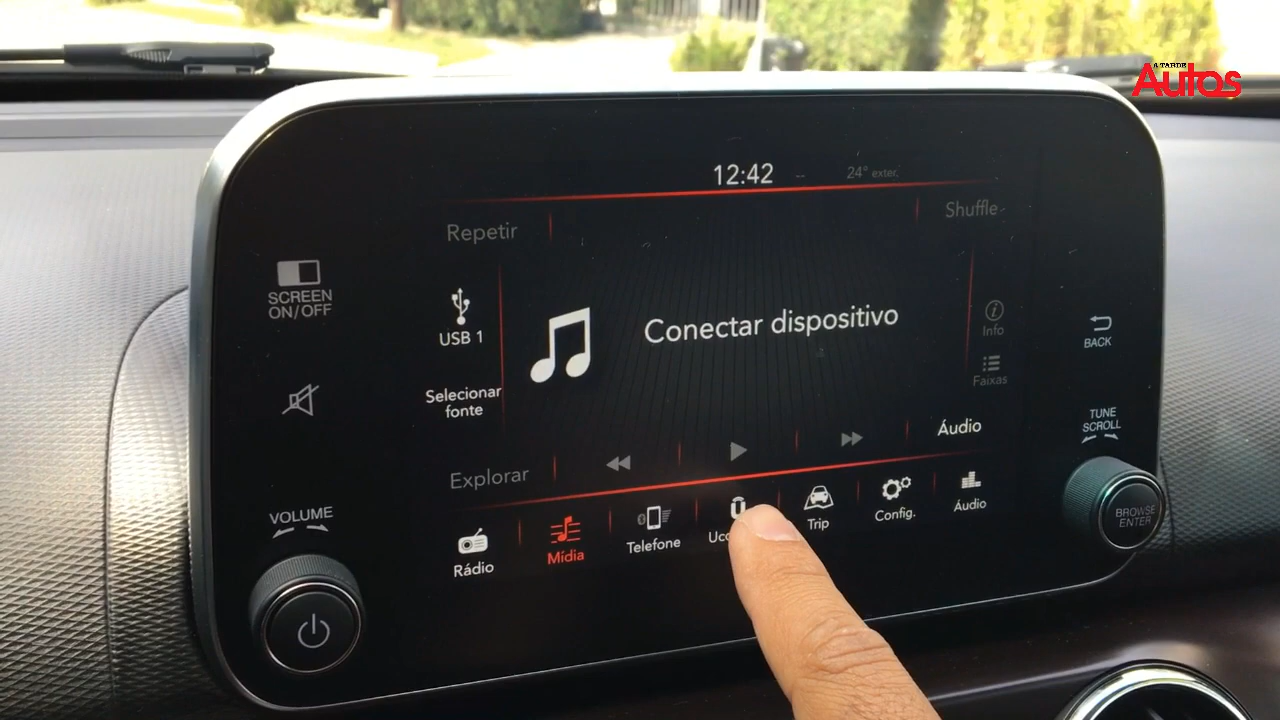 A TARDE
Autos
12:42 -- 24° exter.
Repetir
Shuffle
SCREEN
ON/OFF
USB 1
Conectar dispositivo
Info
BACK
Selecionar
fonte
Faixas
TUNE
SCROLL
Áudio
Explorar
VOLUME
Rádio
Mídia
Telefone
Trip
Config.
Áudio
BROWSE
ENTER